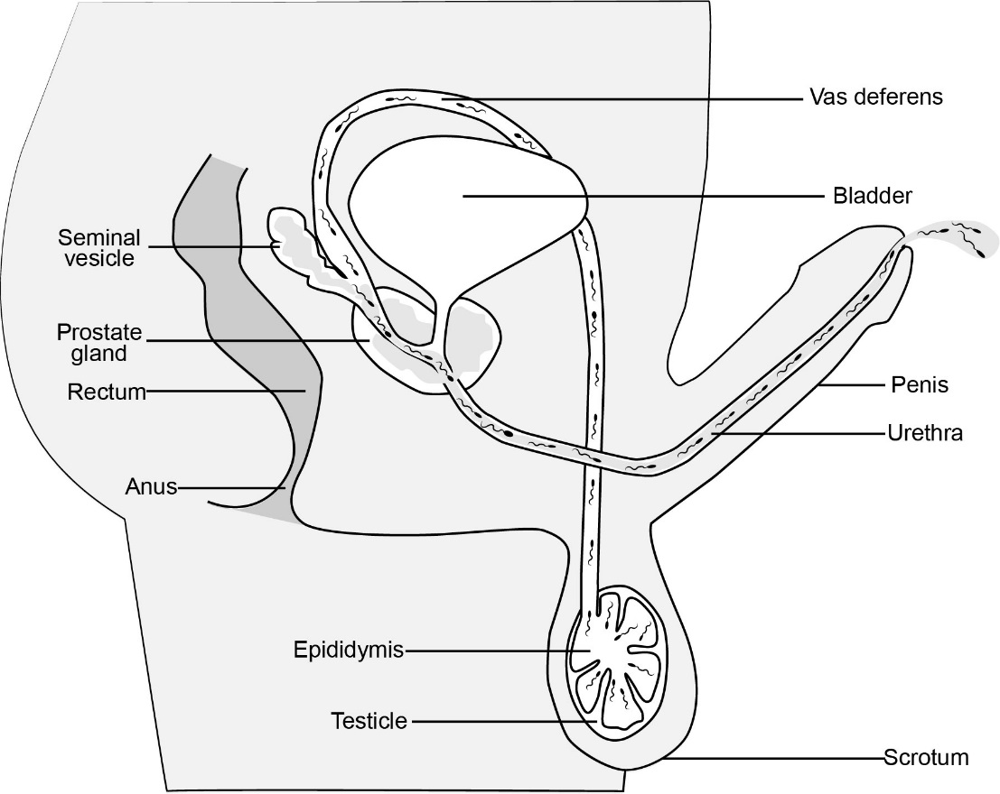 Vas deferens
Bladder
Seminal
vesicle
Prostate
gland
Rectum
Penis
Urethra
Anus
Epididymis
Testicle
Scrotum